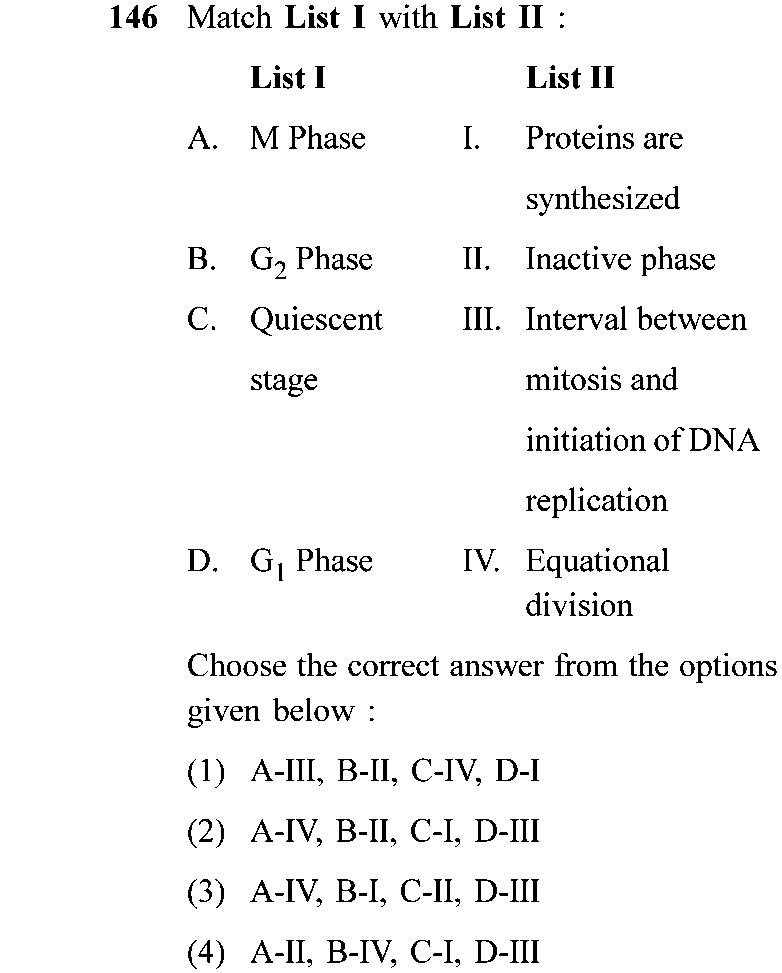 146 Match List I with List II :
List I List II
A. M Phase I. Proteins are
synthesized
B. G₂ Phase II. Inactive phase
C. Quiescent III. Interval between
stage mitosis and
initiation of DNA
replication
D. G₁ Phase IV. Equational
division
Choose the correct answer from the options
given below :
(1) A-III, B-II, C-IV, D-I
(2) A-IV, B-II, C-I, D-III
(3) A-IV, B-I, C-II, D-III
(4) A-II, B-IV, C-I, D-III